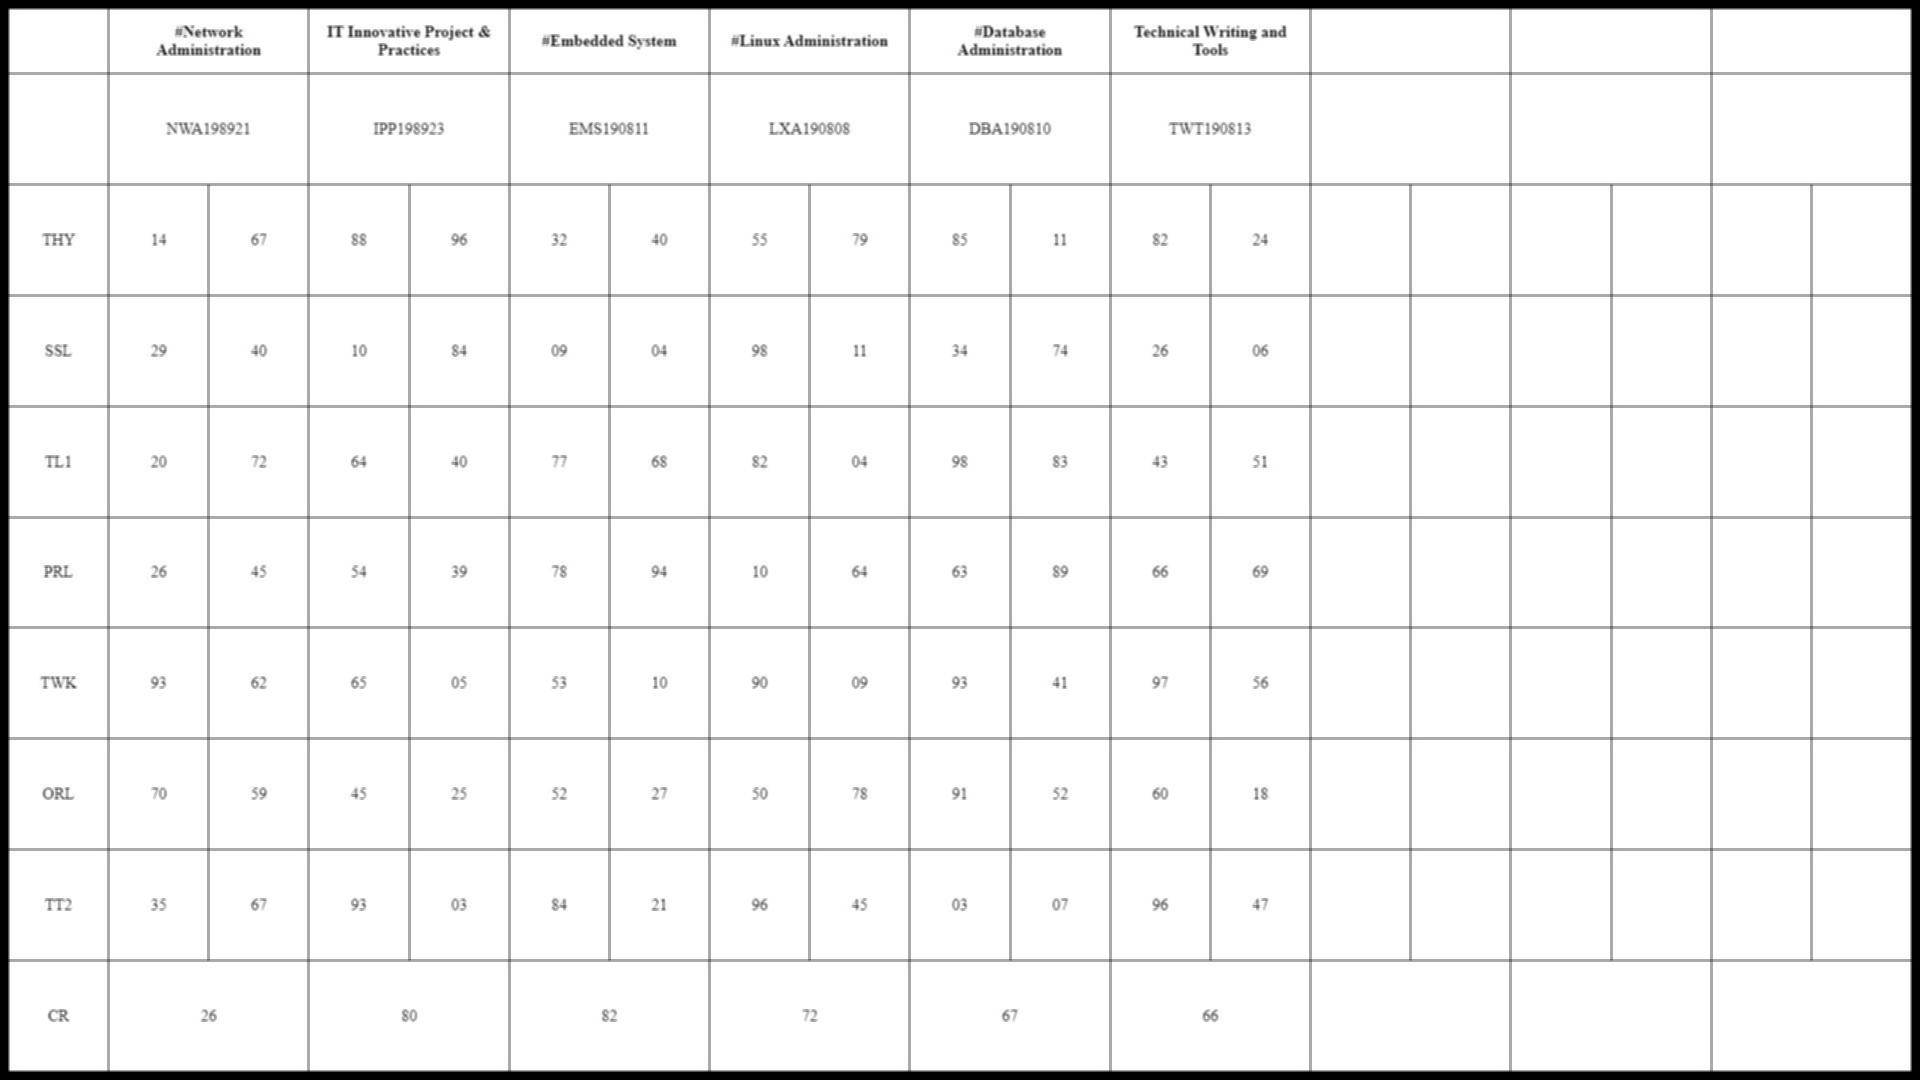 #Network Administration IT Innovative Project & Practices #Embedded System #Linux Administration #Database Administration Technical Writing and Tools
NWA198921 IPP198923 EMS190811 LXA190808 DBA190810 TWT190813
THY 14 67 88 96 32 40 55 79 85 11 82 24
SSL 29 40 10 84 09 04 98 11 34 74 26 06
TL1 20 72 64 40 77 68 82 04 98 83 43 51
PRL 26 45 54 39 78 94 10 64 63 89 66 69
TWK 93 62 65 05 53 10 90 09 93 41 97 56
ORL 70 59 45 25 52 27 50 78 91 52 60 18
TT2 35 67 93 03 84 21 96 45 03 07 96 47
CR 26 80 82 72 67 66